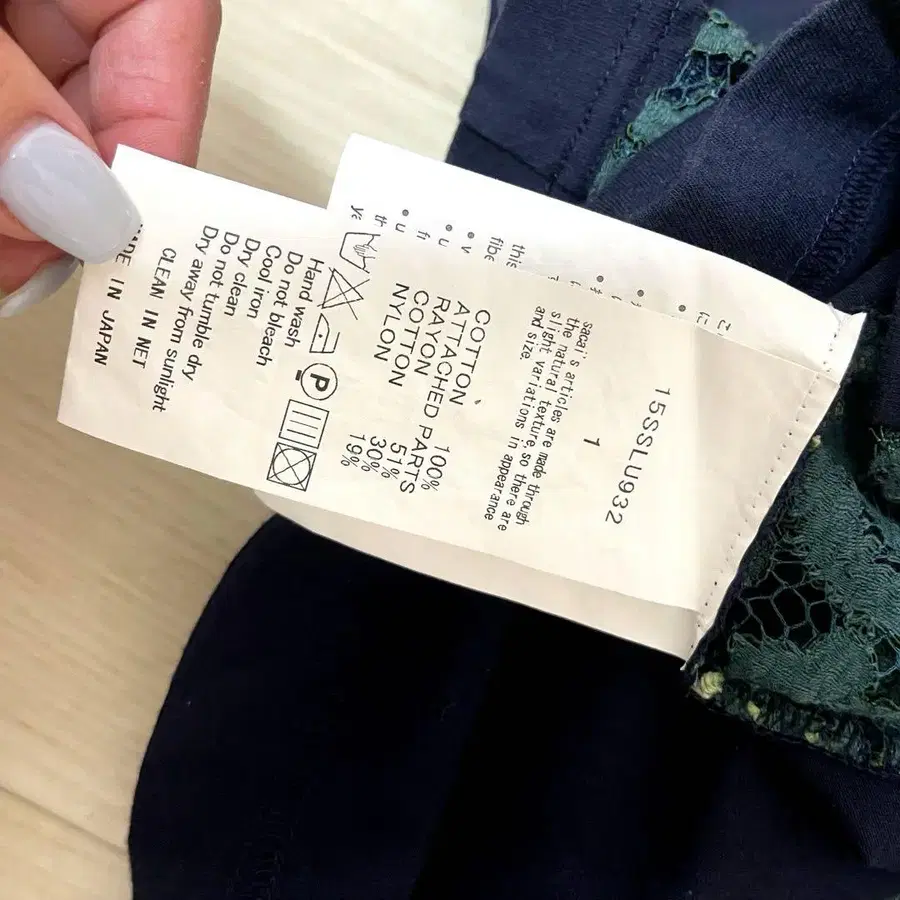 15SSLU932
1
sacai's articles are made through
the natural texture, so there are
slight variations in appearance
and size.
COTTON 100%
ATTACHED PARTS
RAYON 51%
COTTON 30%
NYLON 19%
P
Hand wash
Do not bleach
Cool iron
Dry clean
Do not tumble dry
Dry away from sunlight
CLEAN IN NET
MADE IN JAPAN
this